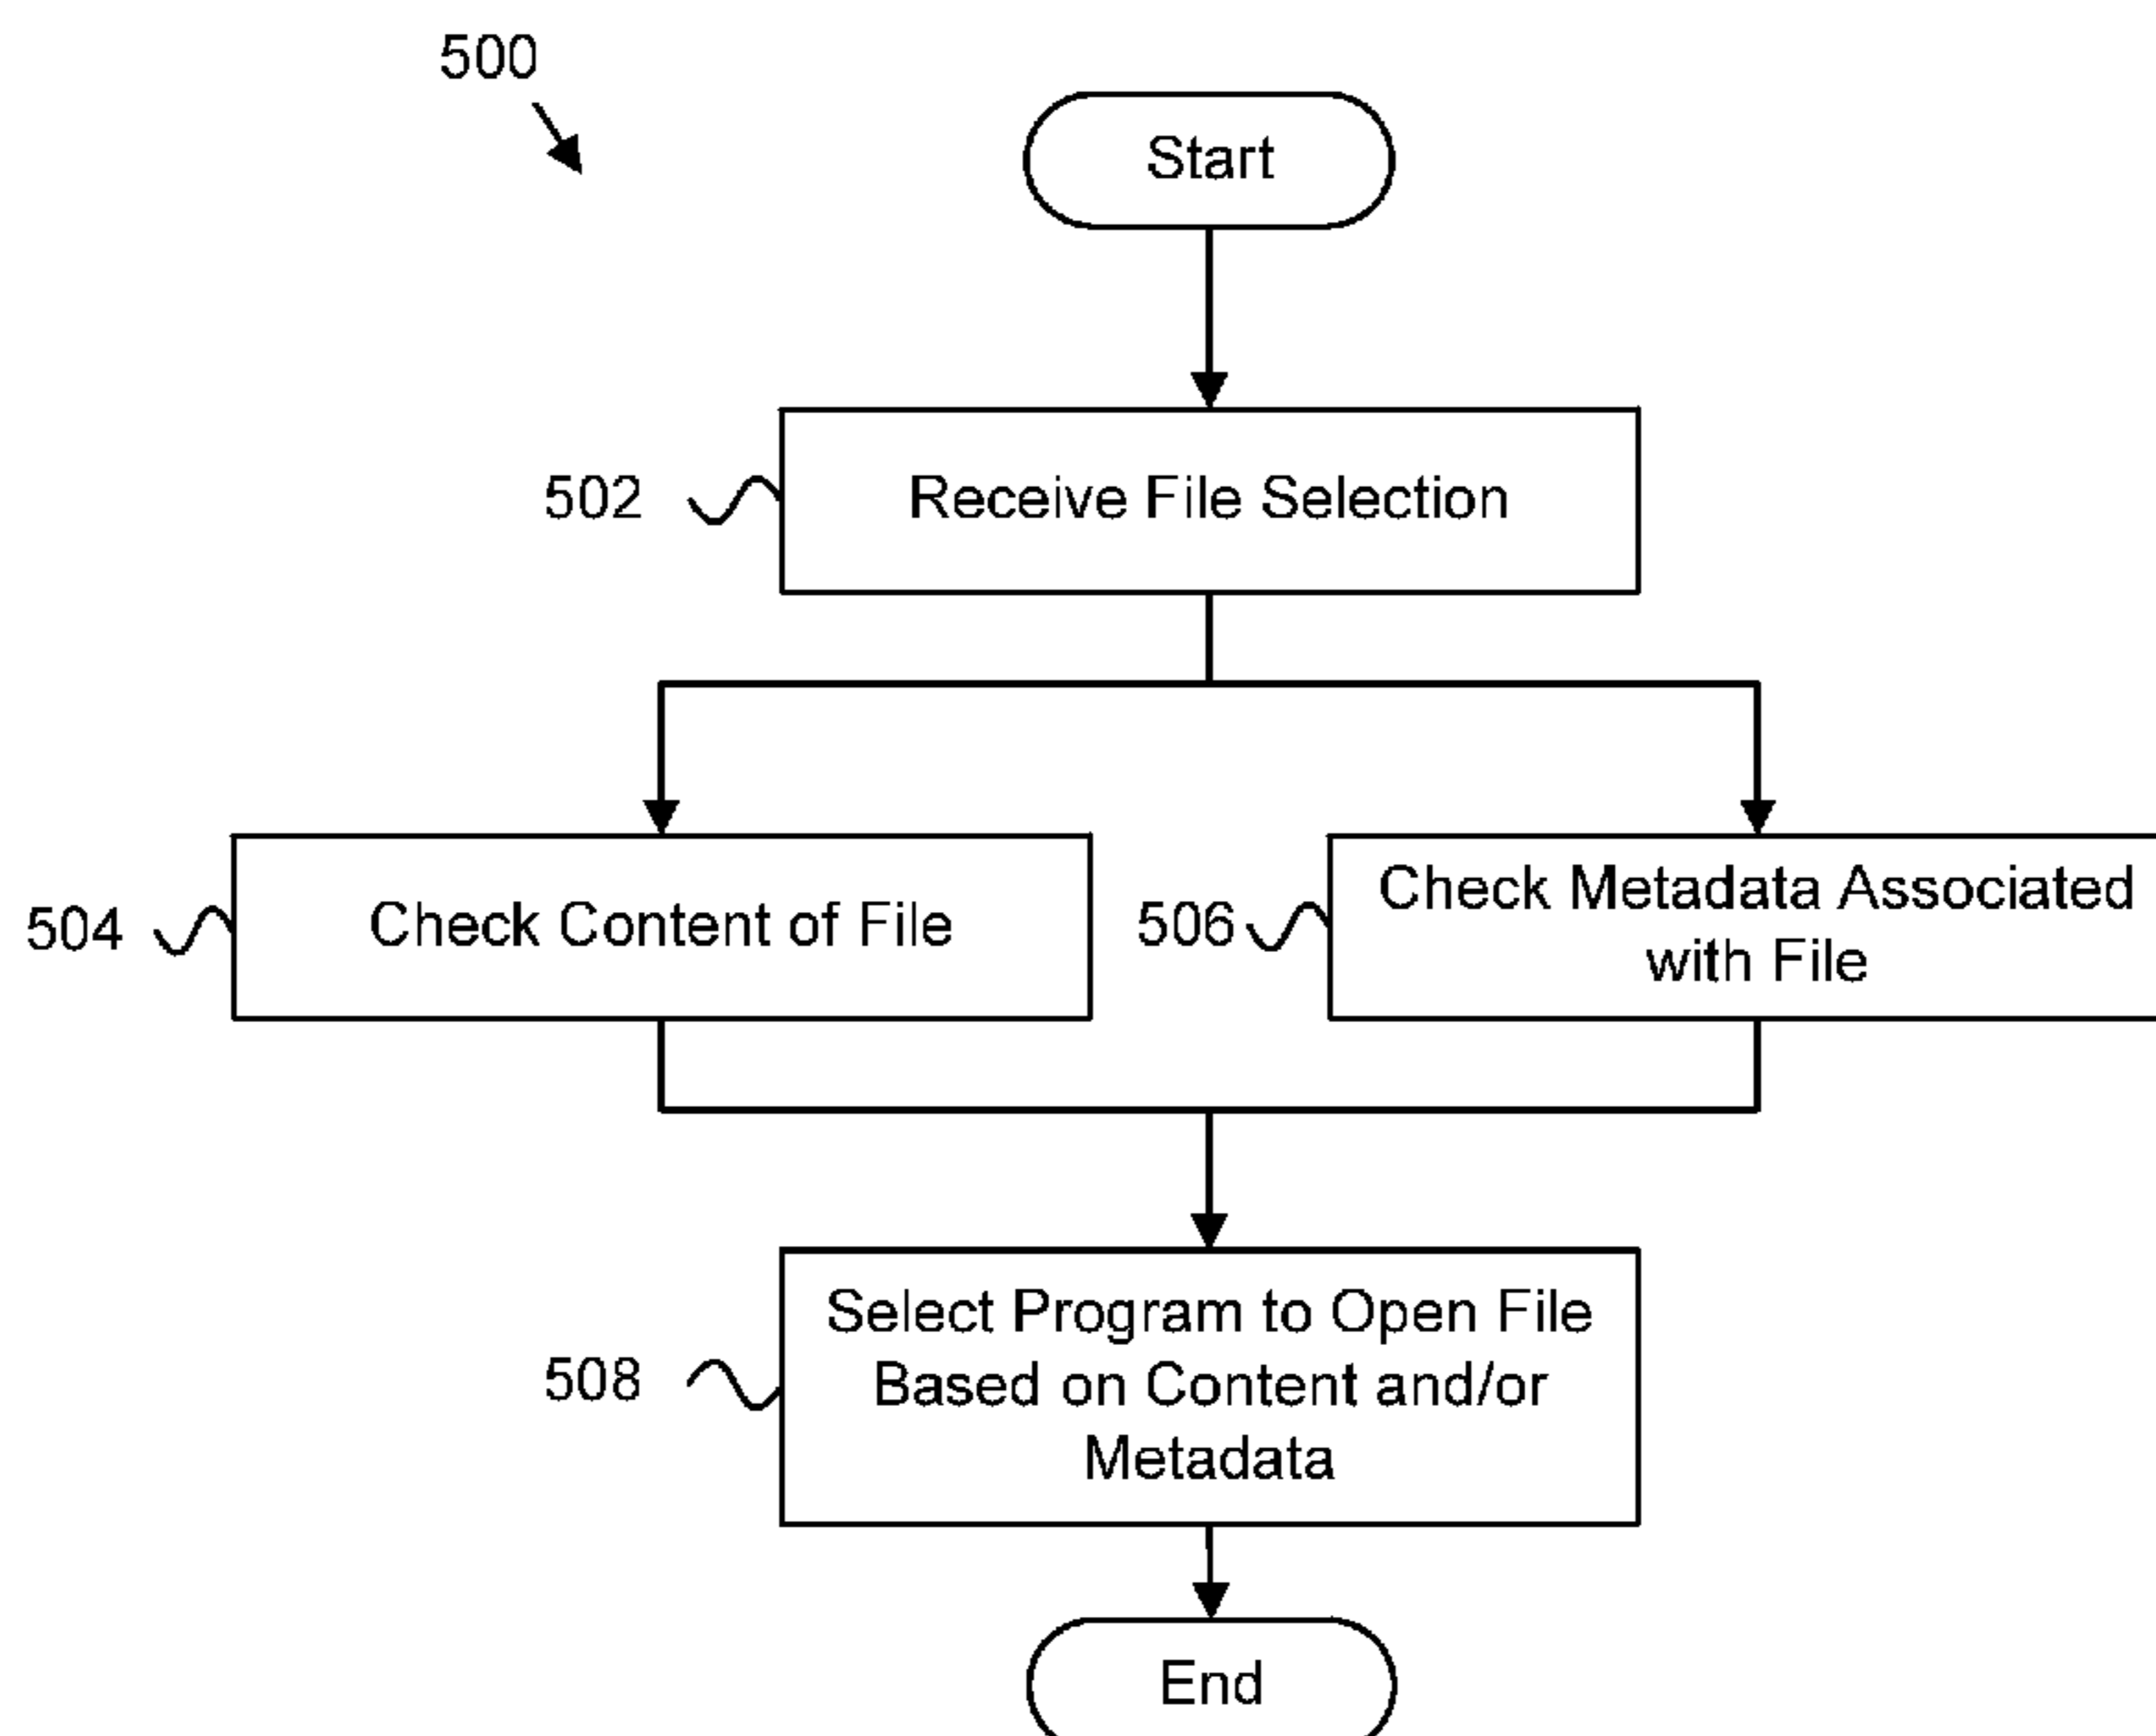 500
Start
502
Receive File Selection
504
Check Content of File
506
Check Metadata Associated
with File
508
Select Program to Open File
Based on Content and/or
Metadata
End